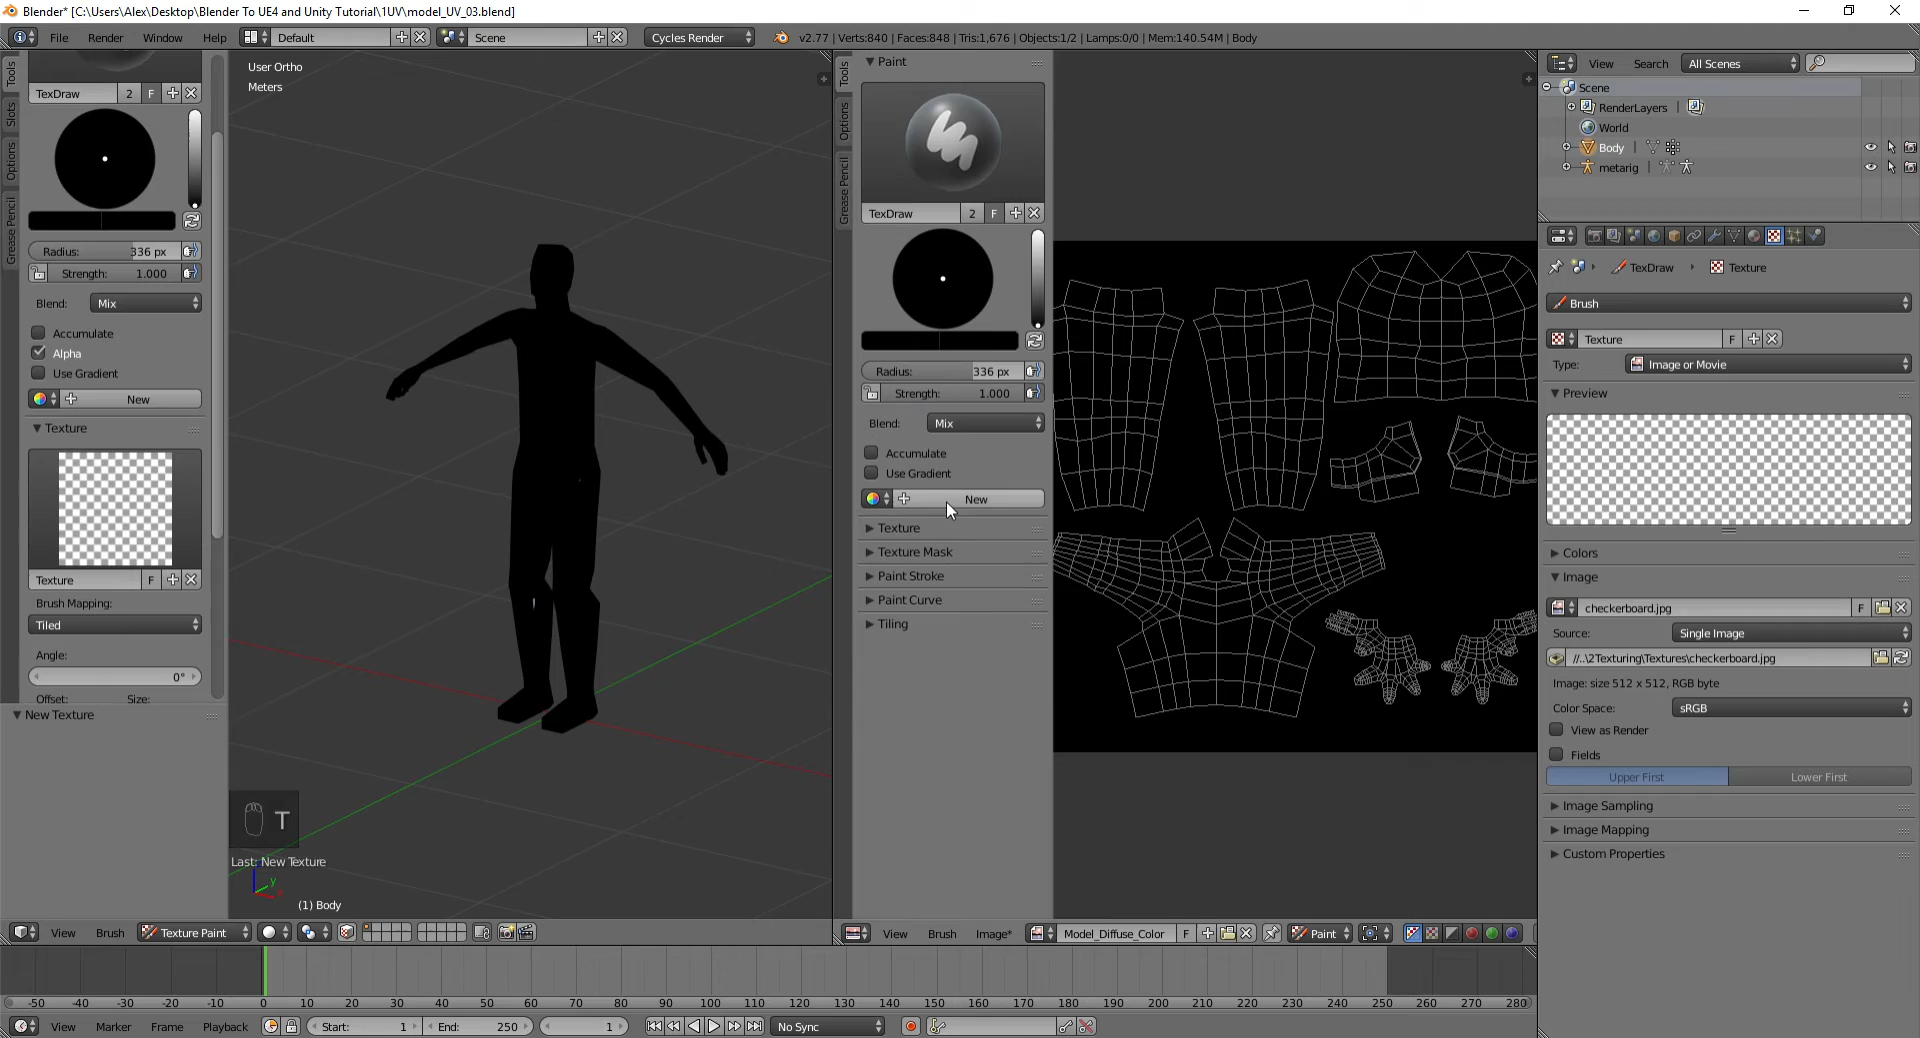 Blender* [C:\Users\Alex\Desktop\Blender To UE4 and Unity Tutorial\1UV\model_UV_03.blend]
File Render Window Help Default Scene Cycles Render v2.77 | Verts:840 | Faces:848 | Tris:1,676 | Objects:1/2 | Lamps:0/0 | Mem:140.54M | Body
Tools
Slots
Options
Grease Pencil
TexDraw 2 F
Radius: 336 px
Strength: 1.000
Blend: Mix
Accumulate
Alpha
Use Gradient
New
Texture
Texture F
Brush Mapping:
Tiled
Angle:
0°
Offset: Size:
New Texture
User Ortho
Meters
T
Last: New Texture
y
(1) Body
View Brush Texture Paint
Tools
Options
Grease Pencil
Paint
TexDraw 2 F
Radius: 336 px
Strength: 1.000
Blend: Mix
Accumulate
Use Gradient
New
Texture
Texture Mask
Paint Stroke
Paint Curve
Tiling
View Brush Image* Model_Diffuse_Color F Paint
View Search All Scenes
Scene
RenderLayers
World
Body
metarig
TexDraw Texture
Brush
Texture F
Type: Image or Movie
Preview
Colors
Image
checkerboard.jpg F
Source: Single Image
//..\2Texturing\Textures\checkerboard.jpg
Image: size 512 x 512, RGB byte
Color Space: sRGB
View as Render
Fields
Upper First Lower First
Image Sampling
Image Mapping
Custom Properties
-50 -40 -30 -20 -10 0 10 20 30 40 50 60 70 80 90 100 110 120 130 140 150 160 170 180 190 200 210 220 230 240 250 260 270 280
View Marker Frame Playback Start: 1 End: 250 1 No Sync